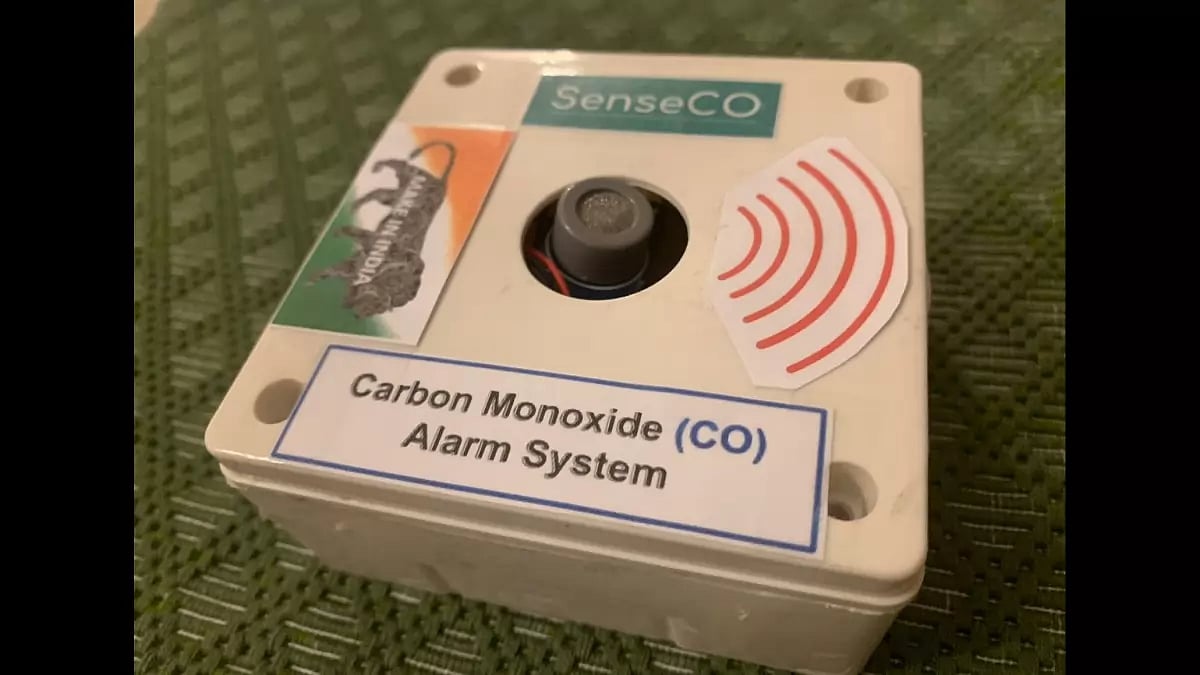 SenseCO
MAKE IN INDIA
Carbon Monoxide (CO)
Alarm System